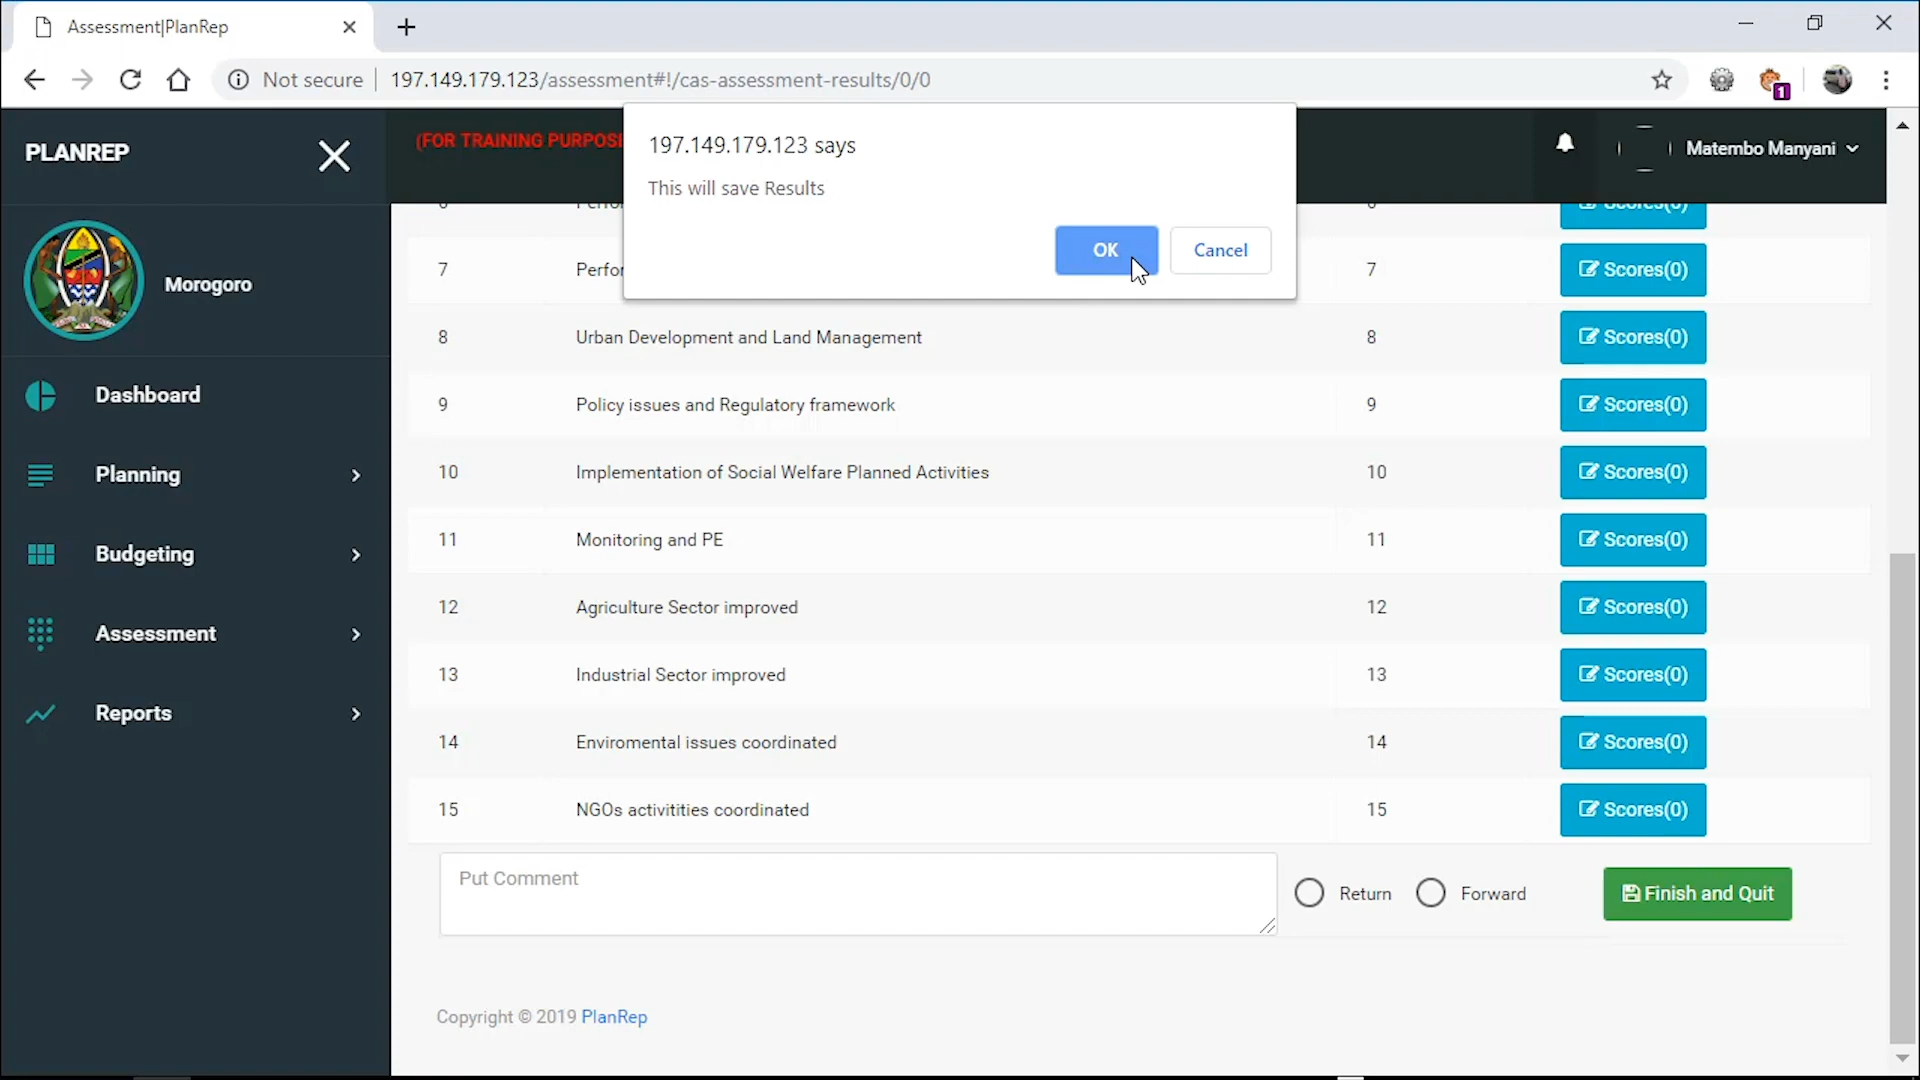 Assessment|PlanRep
Not secure 197.149.179.123/assessment#!/cas-assessment-results/0/0
1
PLANREP
(FOR TRAINING PURPOS
Matembo Manyani
197.149.179.123 says
This will save Results
OK Cancel
Morogoro
Dashboard
Planning
Budgeting
Assessment
Reports
Scores(0)
7 Perfor 7 Scores(0)
8 Urban Development and Land Management 8 Scores(0)
9 Policy issues and Regulatory framework 9 Scores(0)
10 Implementation of Social Welfare Planned Activities 10 Scores(0)
11 Monitoring and PE 11 Scores(0)
12 Agriculture Sector improved 12 Scores(0)
13 Industrial Sector improved 13 Scores(0)
14 Enviromental issues coordinated 14 Scores(0)
15 NGOs activitities coordinated 15 Scores(0)
Put Comment
Return Forward Finish and Quit
Copyright © 2019 PlanRep